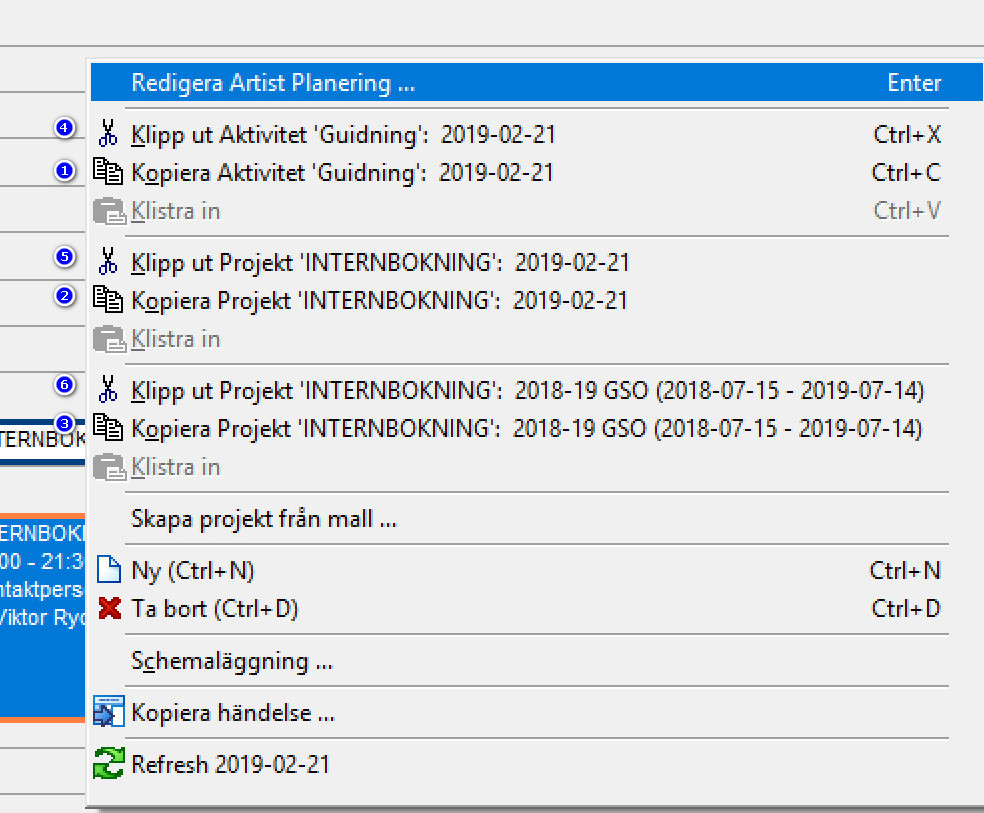 Redigera Artist Planering ... Enter
4 Klipp ut Aktivitet 'Guidning': 2019-02-21 Ctrl+X
1 Kopiera Aktivitet 'Guidning': 2019-02-21 Ctrl+C
Klistra in Ctrl+V
5 Klipp ut Projekt 'INTERNBOKNING': 2019-02-21
2 Kopiera Projekt 'INTERNBOKNING': 2019-02-21
Klistra in
6 Klipp ut Projekt 'INTERNBOKNING': 2018-19 GSO (2018-07-15 - 2019-07-14)
3 Kopiera Projekt 'INTERNBOKNING': 2018-19 GSO (2018-07-15 - 2019-07-14)
TERNBOK
Klistra in
Skapa projekt från mall ...
ERNBOK
00 - 21:3
Ny (Ctrl+N) Ctrl+N
ntaktpers
Ta bort (Ctrl+D) Ctrl+D
Viktor Ryd
Schemaläggning ...
Kopiera händelse ...
Refresh 2019-02-21